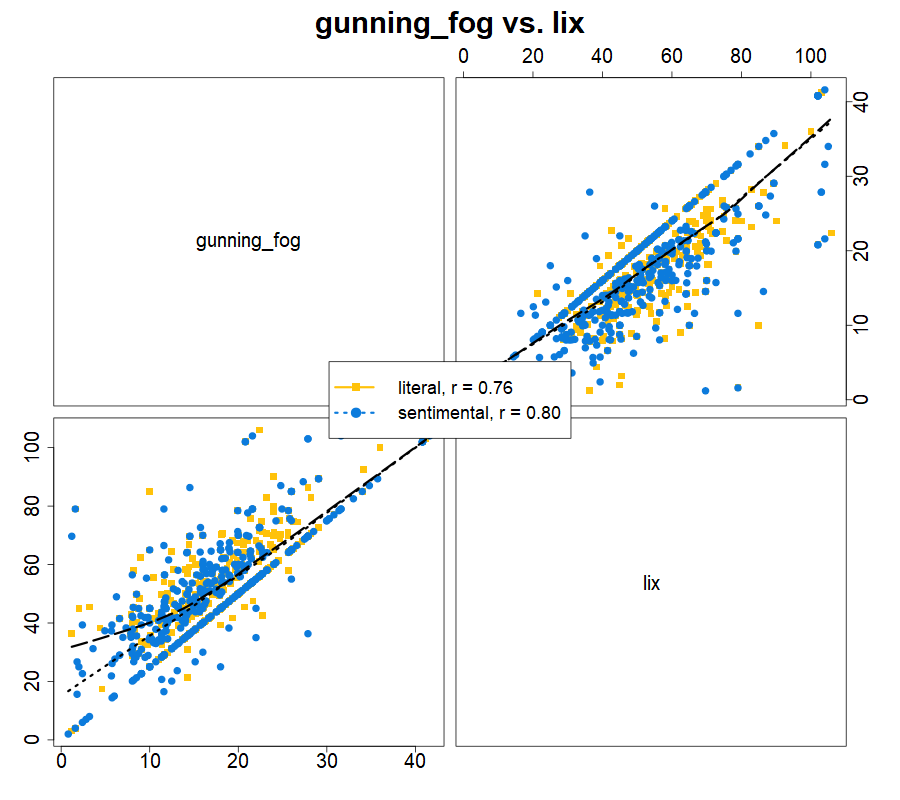 gunning_fog vs. lix
0 20 40 60 80 100
gunning_fog
0 10 20 30 40
literal, r = 0.76
sentimental, r = 0.80
0 20 40 60 80 100
lix
0 10 20 30 40